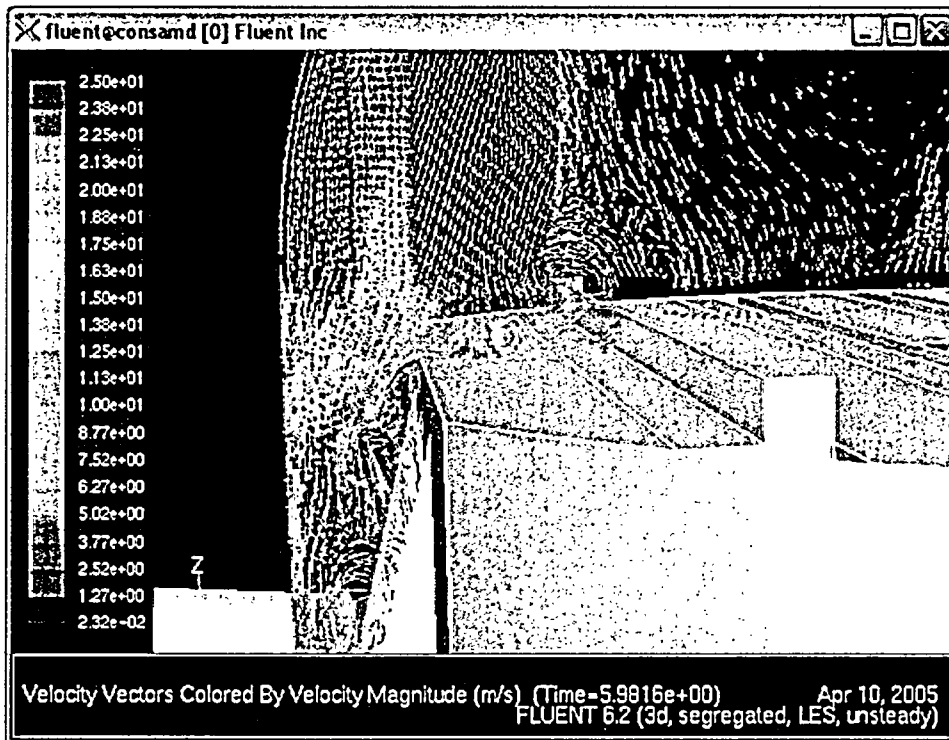 fluent@consamd [0] Fluent Inc
2.50e+01
2.38e+01
2.25e+01
2.13e+01
2.00e+01
1.88e+01
1.75e+01
1.63e+01
1.50e+01
1.38e+01
1.25e+01
1.13e+01
1.00e+01
8.77e+00
7.52e+00
6.27e+00
5.02e+00
3.77e+00
2.52e+00
1.27e+00
2.32e-02
Z
Velocity Vectors Colored By Velocity Magnitude (m/s) (Time=5.9816e+00) Apr 10, 2005
FLUENT 6.2 (3d, segregated, LES, unsteady)